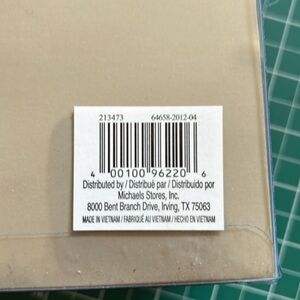 213473 64658-2012-04
4 00100 96220 6
Distributed by / Distribué par / Distribuido por
Michaels Stores, Inc.
8000 Bent Branch Drive, Irving, TX 75063
MADE IN VIETNAM / FABRIQUÉ AU VIETNAM / HECHO EN VIETNAM